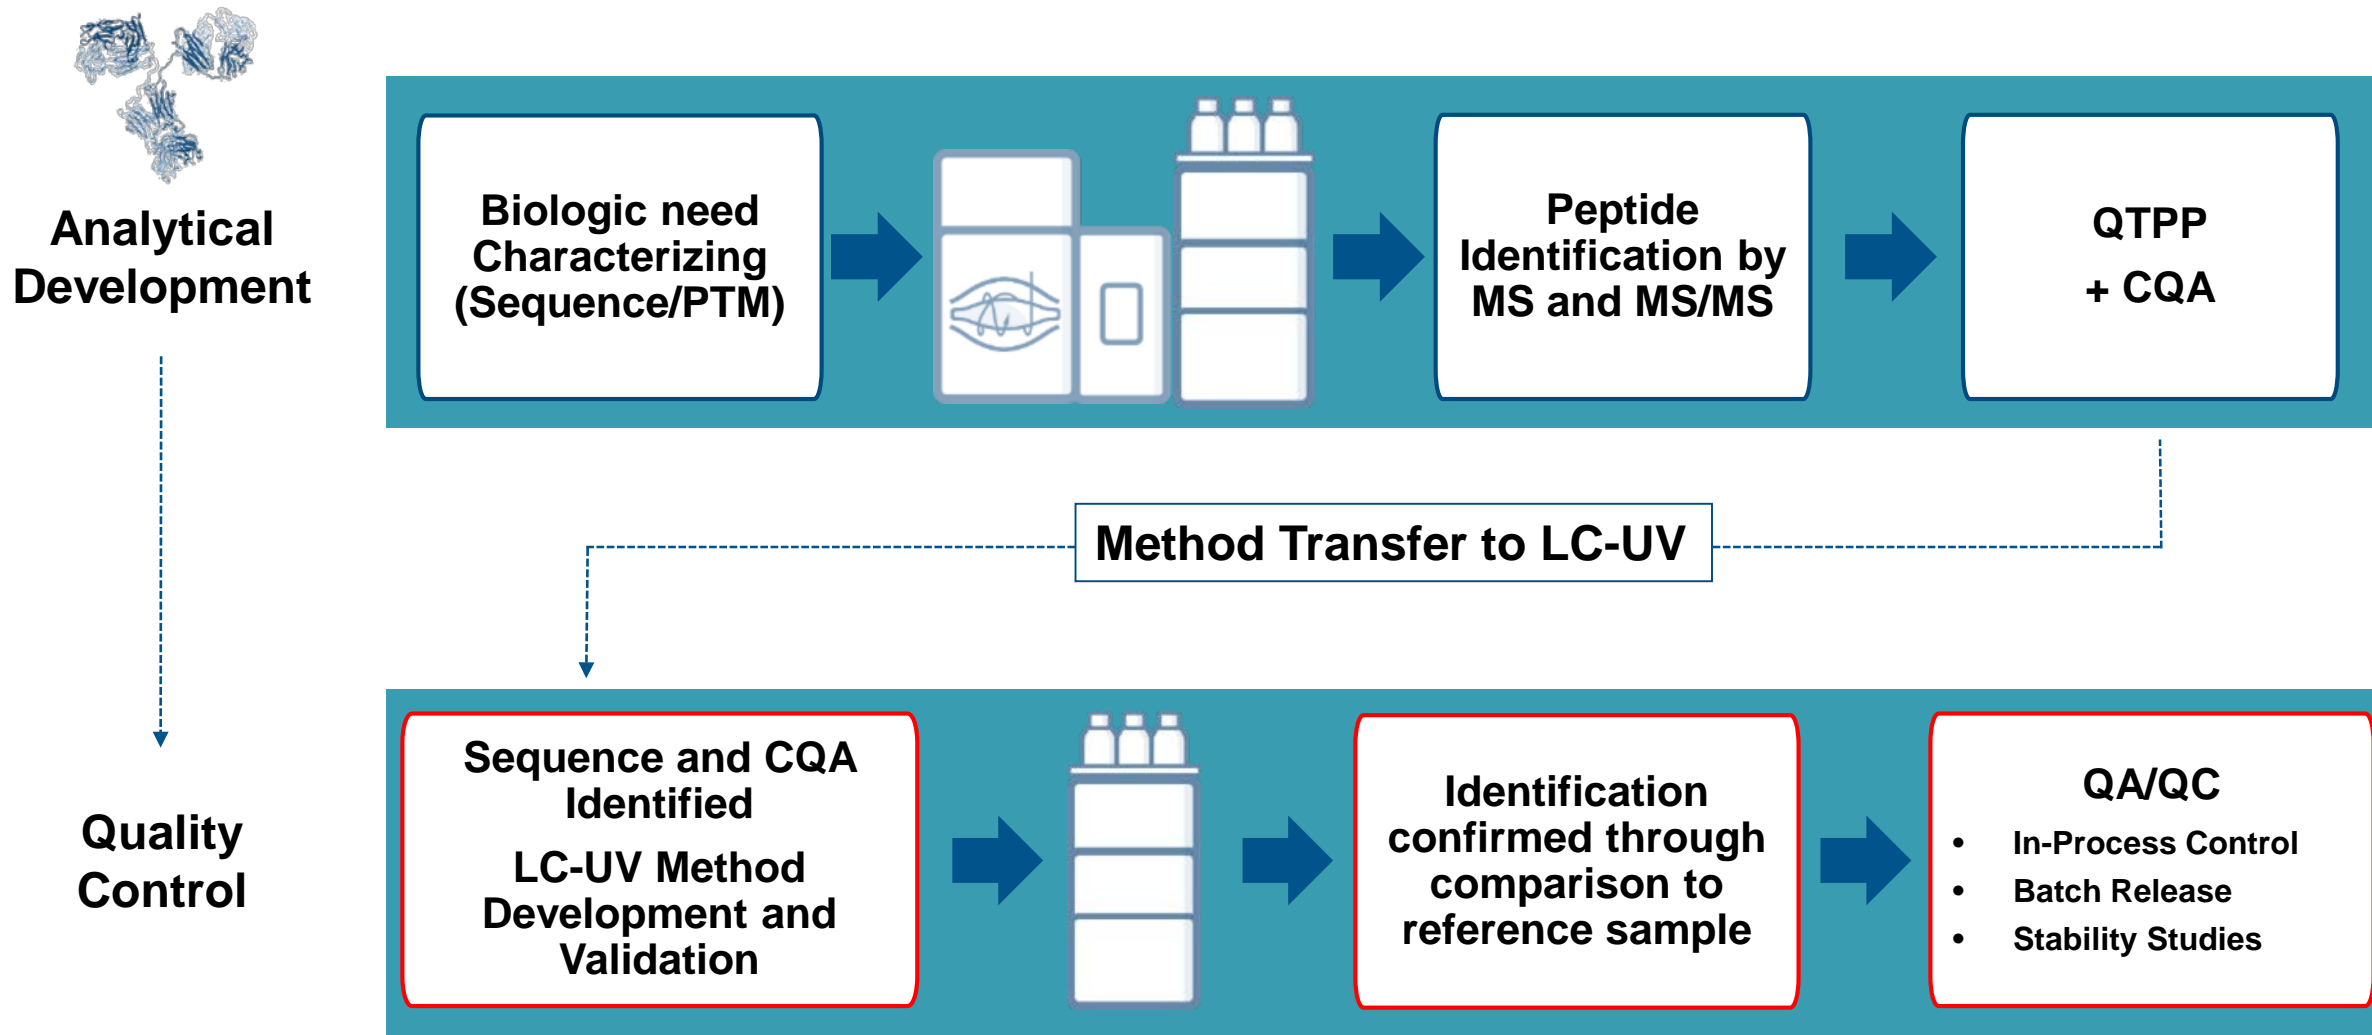 Analytical
Development
Biologic need
Characterizing
(Sequence/PTM)
Peptide
Identification by
MS and MS/MS
QTPP
+ CQA
Method Transfer to LC-UV
Quality
Control
Sequence and CQA
Identified
LC-UV Method
Development and
Validation
Identification
confirmed through
comparison to
reference sample
QA/QC
• In-Process Control
• Batch Release
• Stability Studies